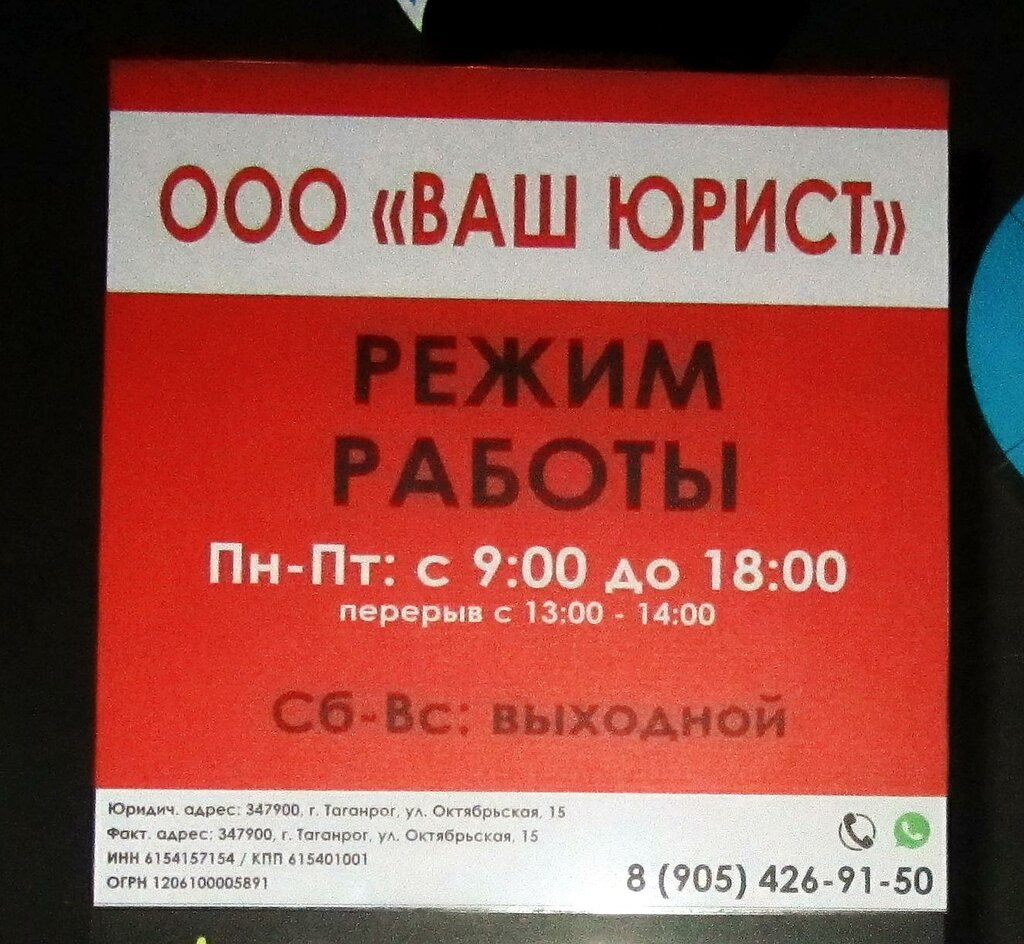 ООО «ВАШ ЮРИСТ»
РЕЖИМ
РАБОТЫ
Пн-Пт: с 9:00 до 18:00
перерыв с 13:00 - 14:00
Сб-Вс: выходной
Юридич. адрес: 347900, г. Таганрог, ул. Октябрьская, 15
Факт. адрес: 347900, г. Таганрог, ул. Октябрьская, 15
ИНН 6154157154 / КПП 615401001
ОГРН 1206100005891
8 (905) 426-91-50